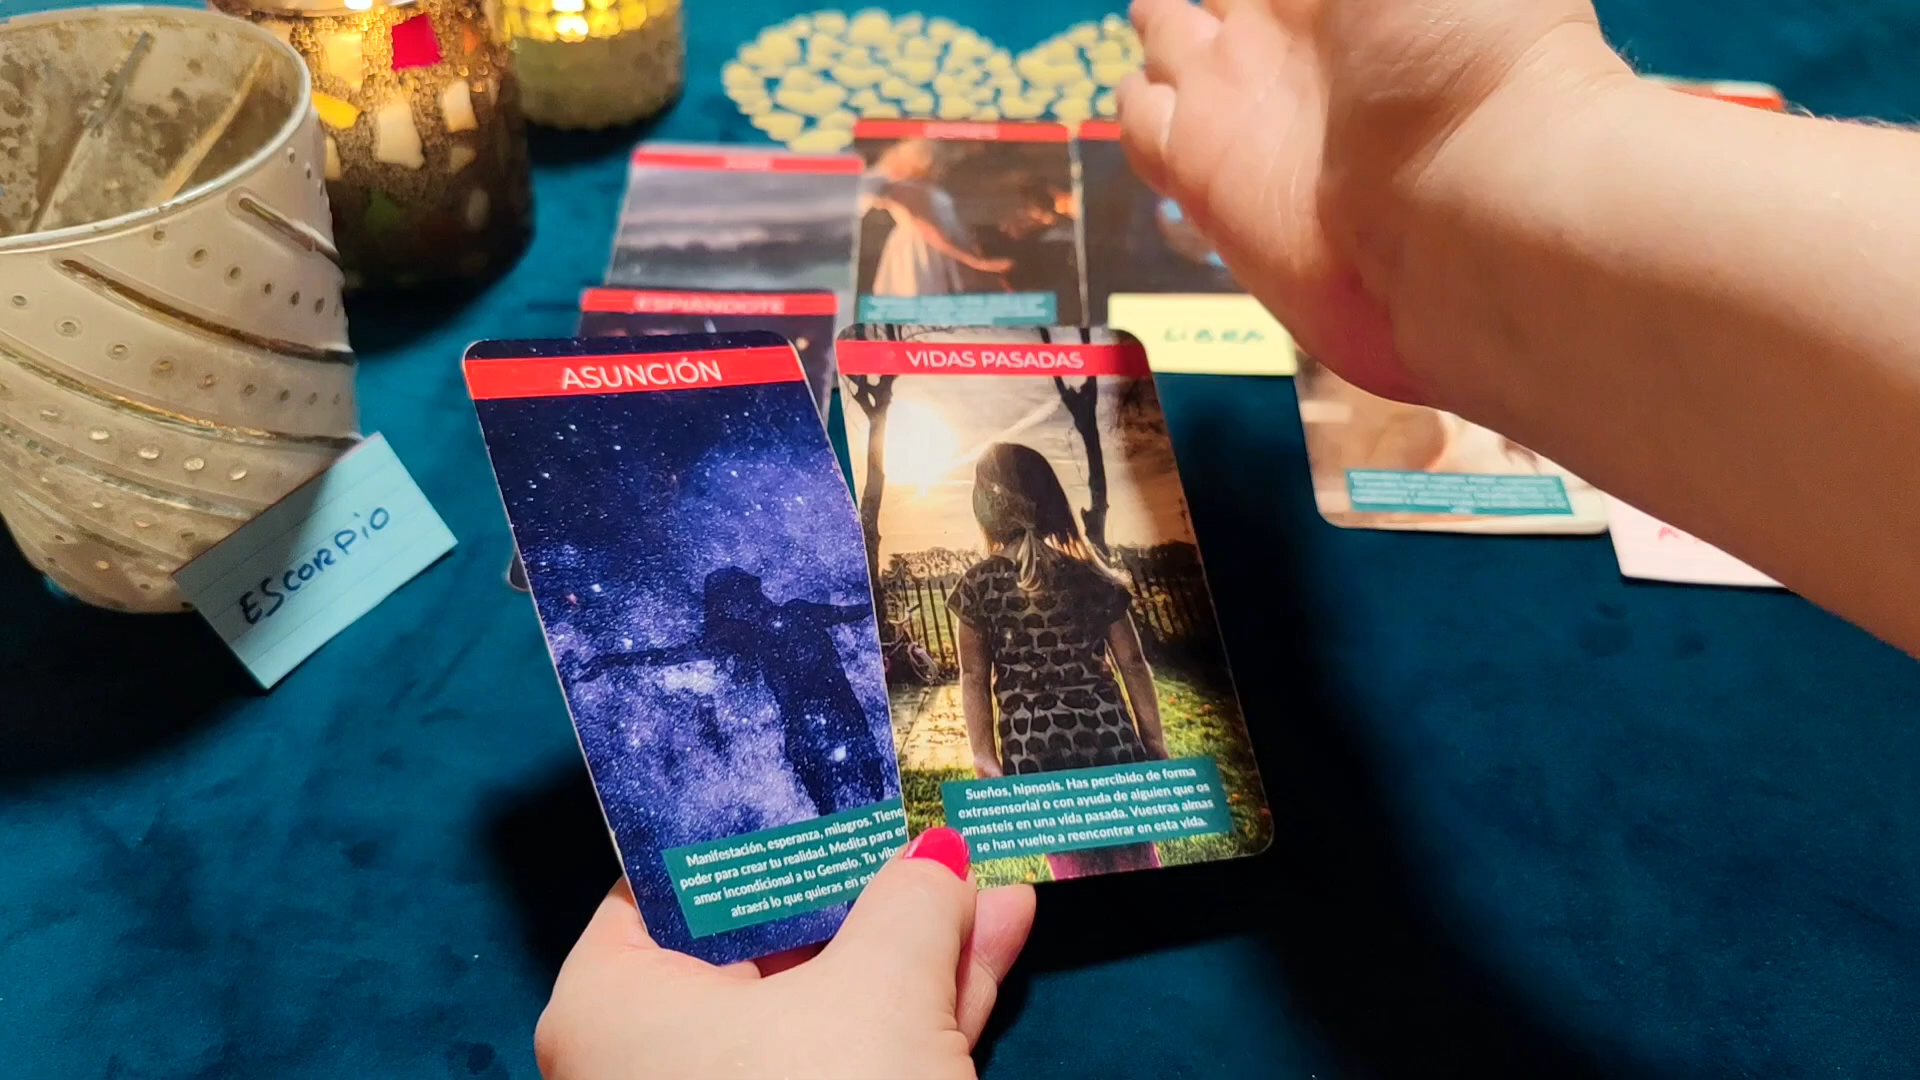 ESPIÁNDOTE
LIBRA
ASUNCIÓN
VIDAS PASADAS
ESCORPIO
Manifestación, esperanza, milagros. Tiene
poder para crear tu realidad. Medita para en
amor incondicional a tu Gemelo. Tu vib
atraerá lo que quieras en est
Sueños, hipnosis. Has percibido de forma
extrasensorial o con ayuda de alguien que os
amasteis en una vida pasada. Vuestras almas
se han vuelto a reencontrar en esta vida.